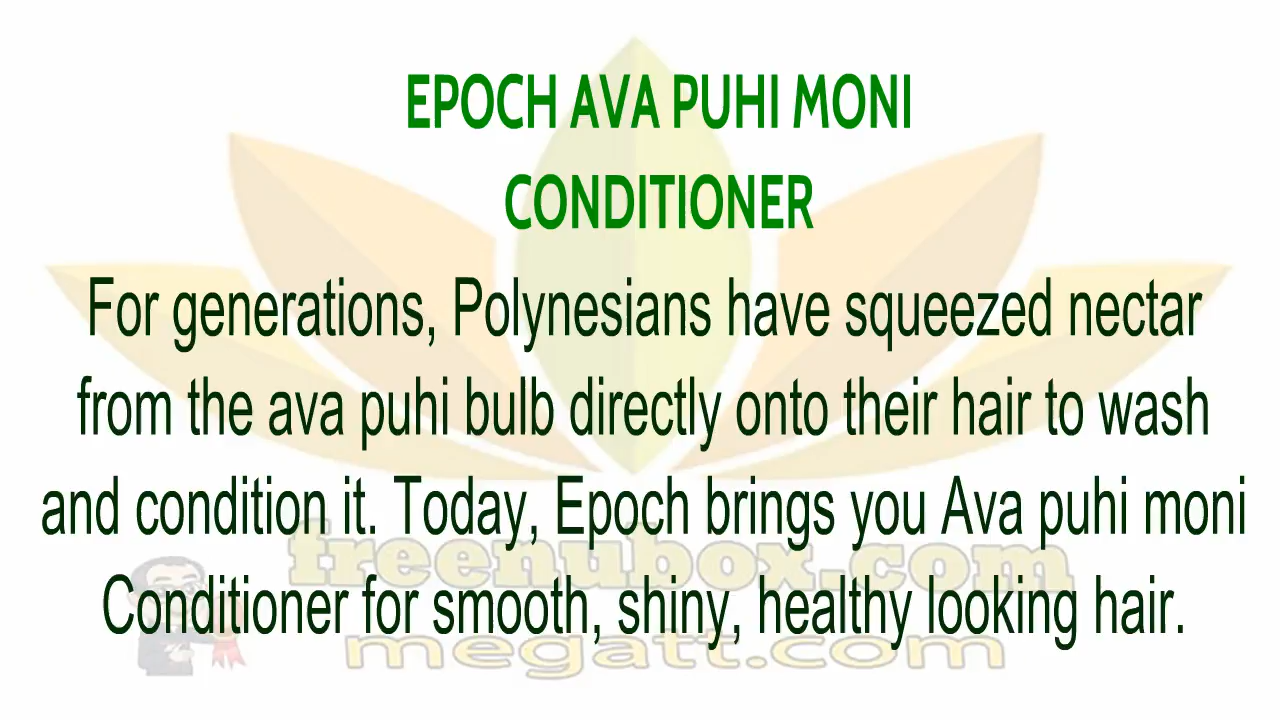 EPOCH AVA PUHI MONI
CONDITIONER
For generations, Polynesians have squeezed nectar
from the ava puhi bulb directly onto their hair to wash
and condition it. Today, Epoch brings you Ava puhi moni
freenubox.com
Conditioner for smooth, shiny, healthy looking hair.
megatt.com